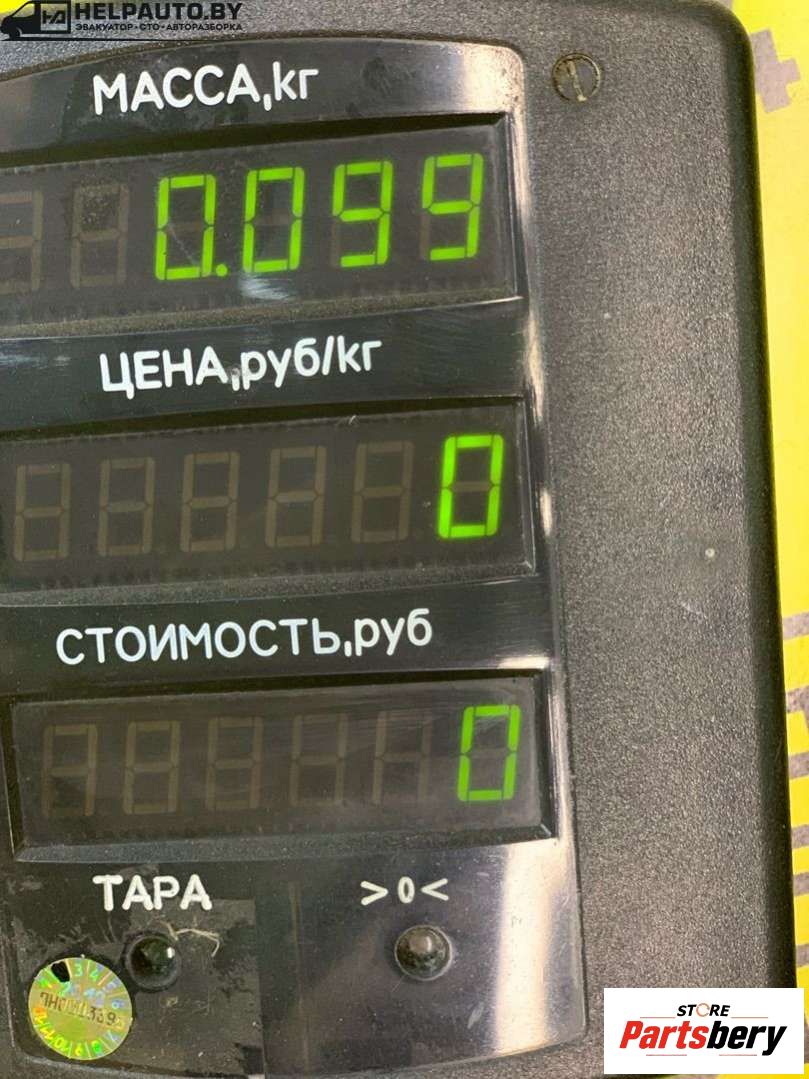 HELPAUTO.BY
ЭВАКУАТОР·СТО·АВТОРАЗБОРКА
МАССА,кг
0.099
ЦЕНА,руб/кг
0
СТОИМОСТЬ,руб
0
ТАРА >0<
STORE
Partsbery